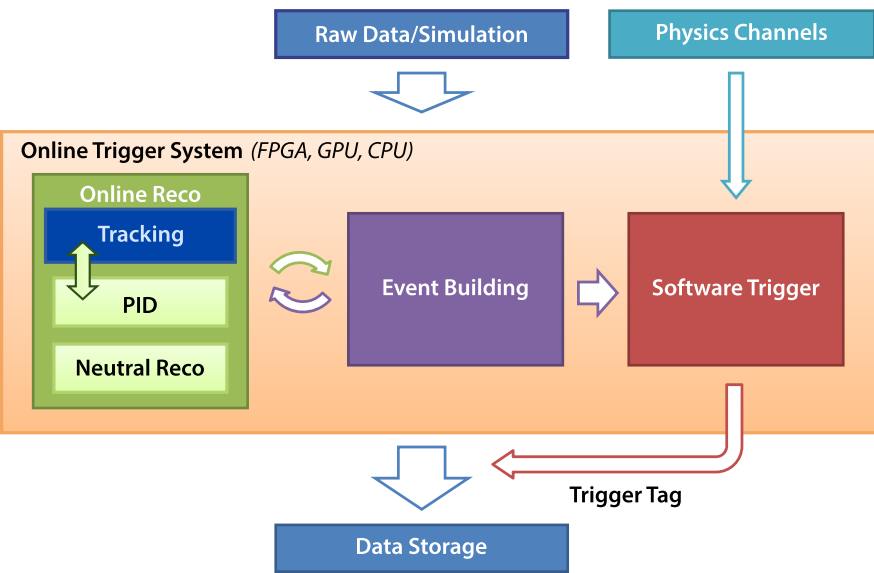 Raw Data/Simulation
Physics Channels
Online Trigger System (FPGA, GPU, CPU)
Online Reco
Tracking
PID
Neutral Reco
Event Building
Software Trigger
Trigger Tag
Data Storage